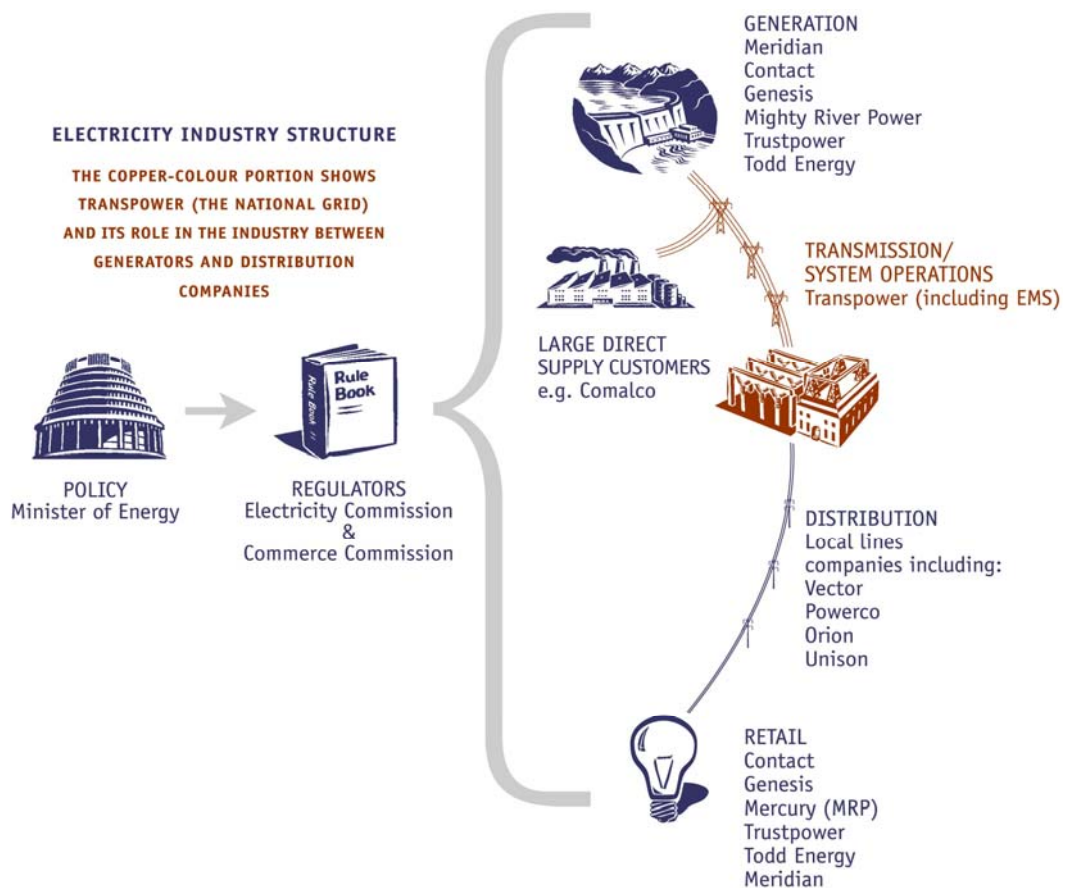 ELECTRICITY INDUSTRY STRUCTURE
THE COPPER-COLOUR PORTION SHOWS
TRANSPOWER (THE NATIONAL GRID)
AND ITS ROLE IN THE INDUSTRY BETWEEN
GENERATORS AND DISTRIBUTION
COMPANIES
POLICY
Minister of Energy
Rule Book
Rule
Book
REGULATORS
Electricity Commission
&
Commerce Commission
GENERATION
Meridian
Contact
Genesis
Mighty River Power
Trustpower
Todd Energy
TRANSMISSION/
SYSTEM OPERATIONS
Transpower (including EMS)
LARGE DIRECT
SUPPLY CUSTOMERS
e.g. Comalco
DISTRIBUTION
Local lines
companies including:
Vector
Powerco
Orion
Unison
RETAIL
Contact
Genesis
Mercury (MRP)
Trustpower
Todd Energy
Meridian